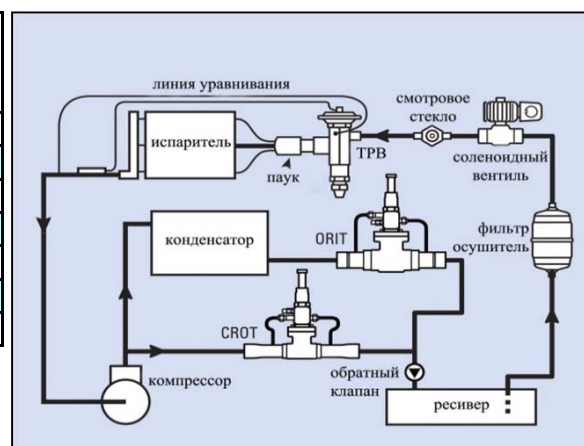 линия уравнивания
смотровое
стекло
испаритель
ТРВ
соленоидный
вентиль
паук
конденсатор
ORIT
фильтр
осушитель
CROT
компрессор
обратный
клапан
ресивер